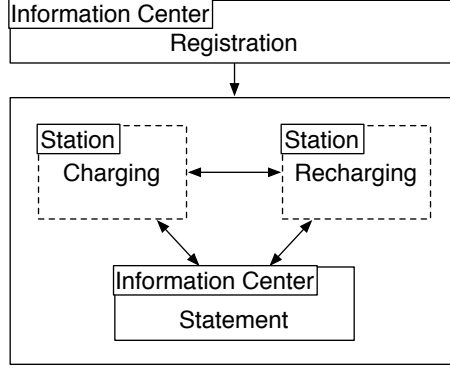 Information Center
Registration
Station
Charging
Station
Recharging
Information Center
Statement